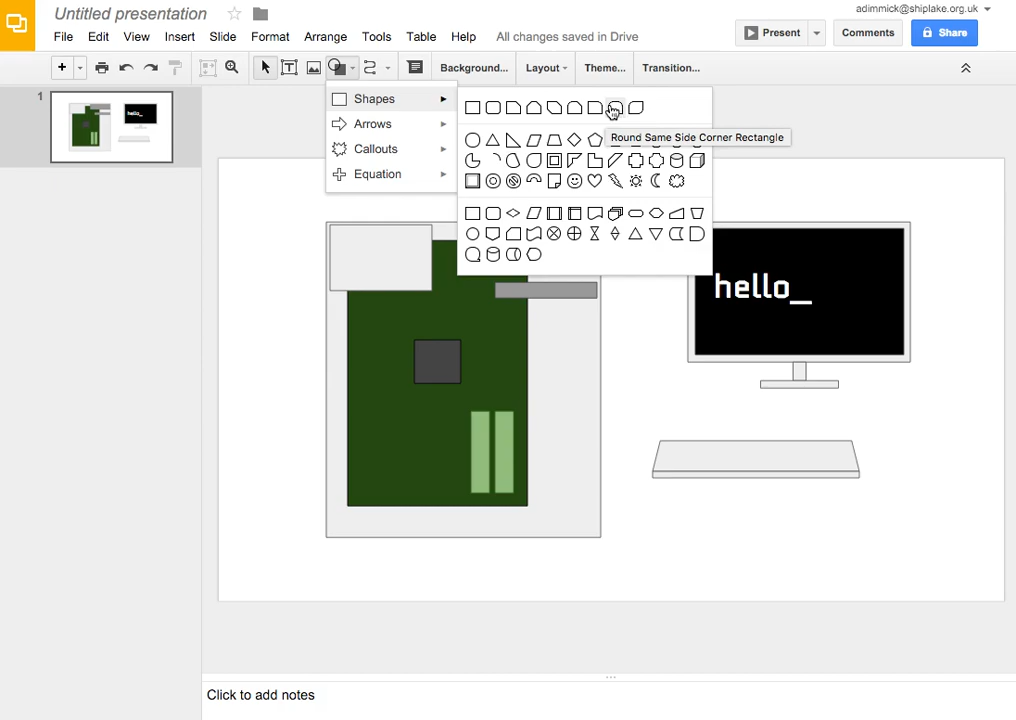 Untitled presentation
adimmick@shiplake.org.uk
File Edit View Insert Slide Format Arrange Tools Table Help All changes saved in Drive
Present Comments Share
Background... Layout Theme... Transition...
1
Shapes
Arrows
Callouts
Equation
Round Same Side Corner Rectangle
hello_
hello_
Click to add notes